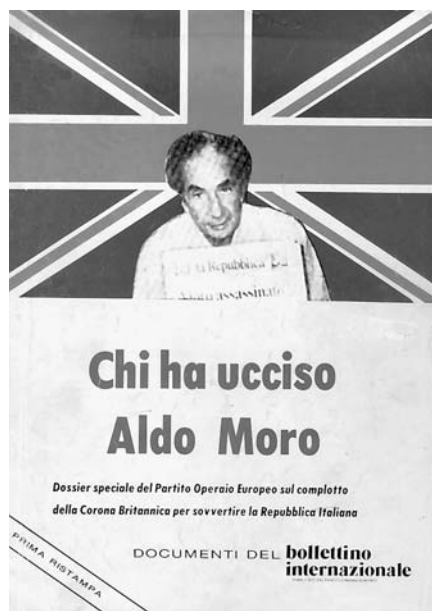 la Repubblica
assassinato
Chi ha ucciso
Aldo Moro
Dossier speciale del Partito Operaio Europeo sul complotto
della Corona Britannica per sovvertire la Repubblica Italiana
PRIMA RISTAMPA
DOCUMENTI DEL bollettino
internazionale